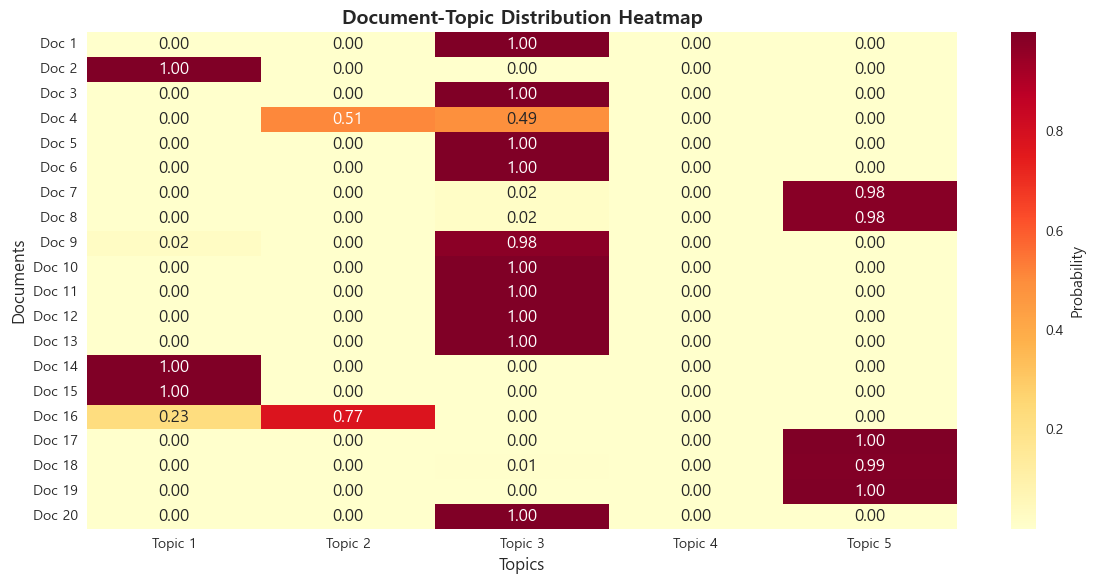 Document-Topic Distribution Heatmap
Doc 1 0.00 0.00 1.00 0.00 0.00
Doc 2 1.00 0.00 0.00 0.00 0.00
Doc 3 0.00 0.00 1.00 0.00 0.00
Doc 4 0.00 0.51 0.49 0.00 0.00
Doc 5 0.00 0.00 1.00 0.00 0.00
Doc 6 0.00 0.00 1.00 0.00 0.00
Doc 7 0.00 0.00 0.02 0.00 0.98
Doc 8 0.00 0.00 0.02 0.00 0.98
Doc 9 0.02 0.00 0.98 0.00 0.00
Doc 10 0.00 0.00 1.00 0.00 0.00
Doc 11 0.00 0.00 1.00 0.00 0.00
Doc 12 0.00 0.00 1.00 0.00 0.00
Doc 13 0.00 0.00 1.00 0.00 0.00
Doc 14 1.00 0.00 0.00 0.00 0.00
Doc 15 1.00 0.00 0.00 0.00 0.00
Doc 16 0.23 0.77 0.00 0.00 0.00
Doc 17 0.00 0.00 0.00 0.00 1.00
Doc 18 0.00 0.00 0.01 0.00 0.99
Doc 19 0.00 0.00 0.00 0.00 1.00
Doc 20 0.00 0.00 1.00 0.00 0.00
Topic 1 Topic 2 Topic 3 Topic 4 Topic 5
Topics
Documents
0.8
0.6
0.4
0.2
Probability